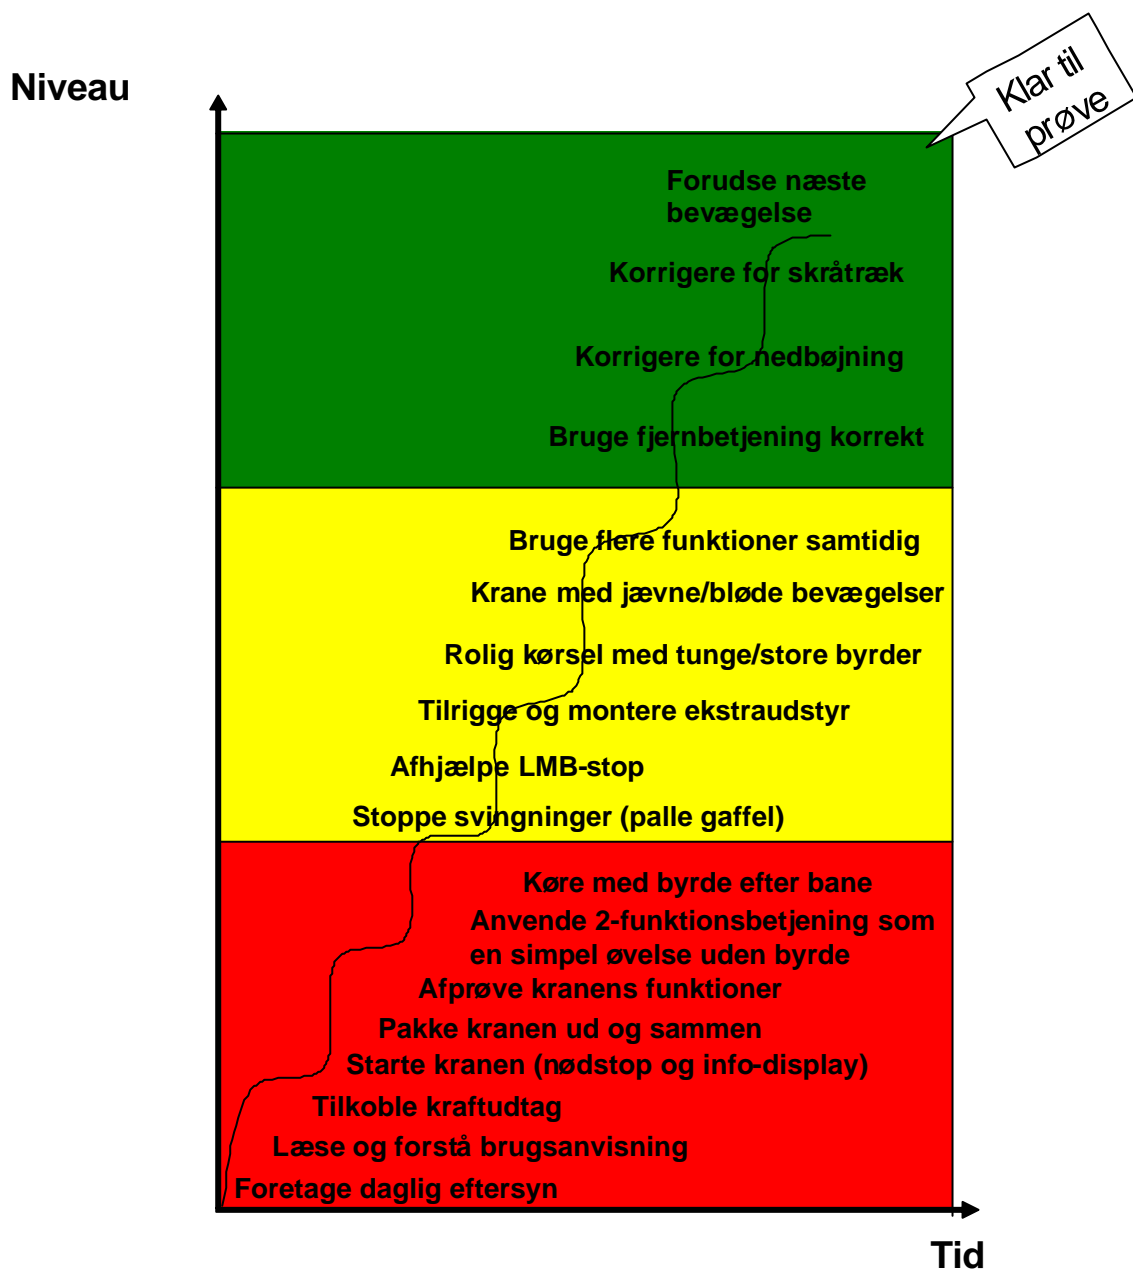 Niveau
Klar til
prøve
Forudse næste
bevægelse
Korrigere for skråtræk
Korrigere for nedbøjning
Bruge fjernbetjening korrekt
Bruge flere funktioner samtidig
Krane med jævne/bløde bevægelser
Rolig kørsel med tunge/store byrder
Tilrigge og montere ekstraudstyr
Afhjælpe LMB-stop
Stoppe svingninger (palle gaffel)
Køre med byrde efter bane
Anvende 2-funktionsbetjening som
en simpel øvelse uden byrde
Afprøve kranens funktioner
Pakke kranen ud og sammen
Starte kranen (nødstop og info-display)
Tilkoble kraftudtag
Læse og forstå brugsanvisning
Foretage daglig eftersyn
Tid